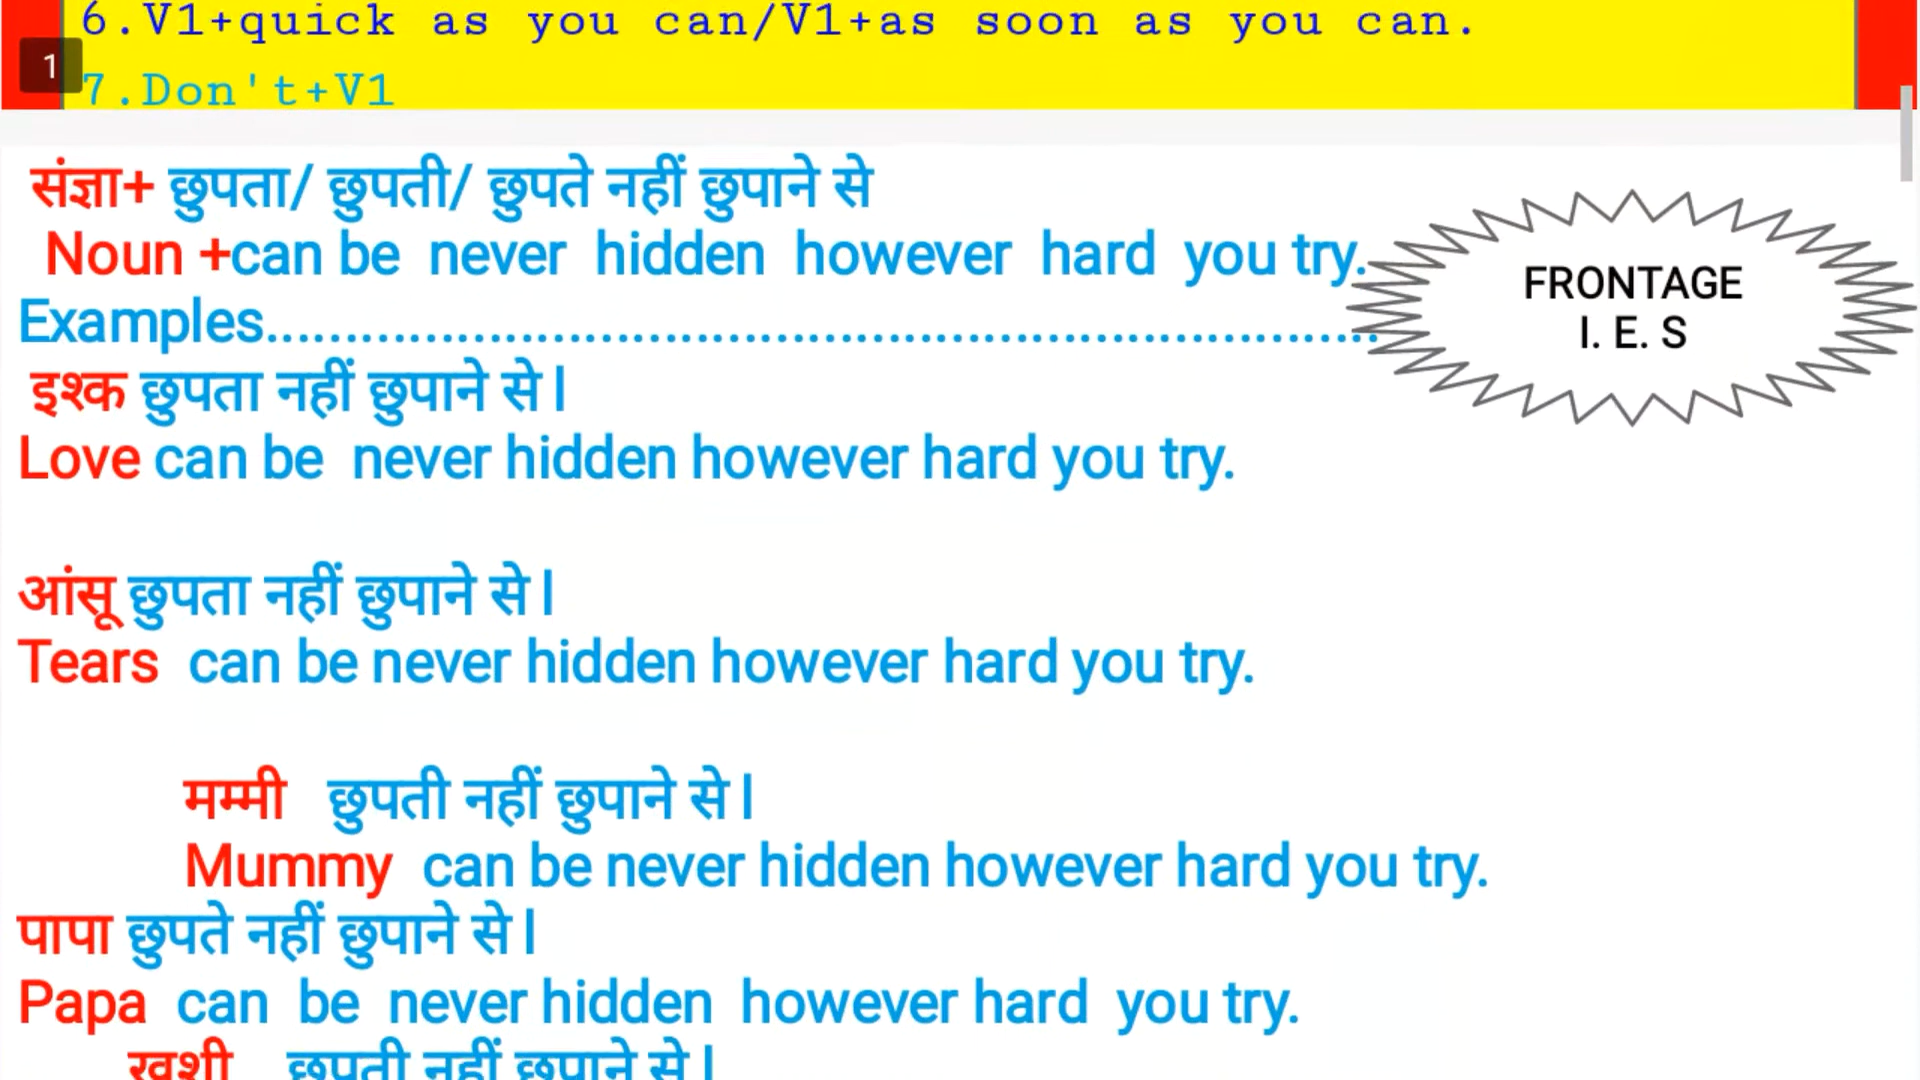 6.V1+quick as you can/V1+as soon as you can.
1
7.Don't+V1
संज्ञा+ छुपता/ छुपती/ छुपते नहीं छुपाने से
Noun +can be never hidden however hard you try.
FRONTAGE
I. E. S
Examples......................................................................
इश्क छुपता नहीं छुपाने से l
Love can be never hidden however hard you try.
आंसू छुपता नहीं छुपाने से l
Tears can be never hidden however hard you try.
मम्मी छुपती नहीं छुपाने से l
Mummy can be never hidden however hard you try.
पापा छुपते नहीं छुपाने से l
Papa can be never hidden however hard you try.
खुशी छुपती नहीं छुपाने से l